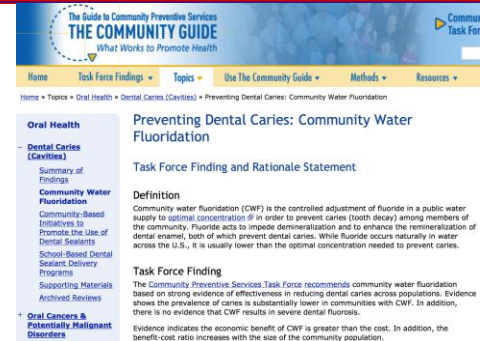 The Guide to Community Preventive Services
THE COMMUNITY GUIDE
What Works to Promote Health
Commun
Task For
Home
Task Force Findings
Topics
Use The Community Guide
Methods
Resources
Home » Topics » Oral Health » Dental Caries (Cavities) » Preventing Dental Caries: Community Water Fluoridation
Oral Health
– Dental Caries
(Cavities)
Summary of
Findings
Community Water
Fluoridation
Community-Based
Initiatives to
Promote the Use of
Dental Sealants
School-Based Dental
Sealant Delivery
Programs
Supporting Materials
Archived Reviews
+ Oral Cancers &
Potentially Malignant
Disorders
Preventing Dental Caries: Community Water
Fluoridation
Task Force Finding and Rationale Statement
Definition
Community water fluoridation (CWF) is the controlled adjustment of fluoride in a public water
supply to optimal concentration in order to prevent caries (tooth decay) among members of
the community. Fluoride acts to impede demineralization and to enhance the remineralization of
dental enamel, both of which prevent dental caries. While fluoride occurs naturally in water
across the U.S., it is usually lower than the optimal concentration needed to prevent caries.
Task Force Finding
The Community Preventive Services Task Force recommends community water fluoridation
based on strong evidence of effectiveness in reducing dental caries across populations. Evidence
shows the prevalence of caries is substantially lower in communities with CWF. In addition,
there is no evidence that CWF results in severe dental fluorosis.
Evidence indicates the economic benefit of CWF is greater than the cost. In addition, the
benefit-cost ratio increases with the size of the community population.